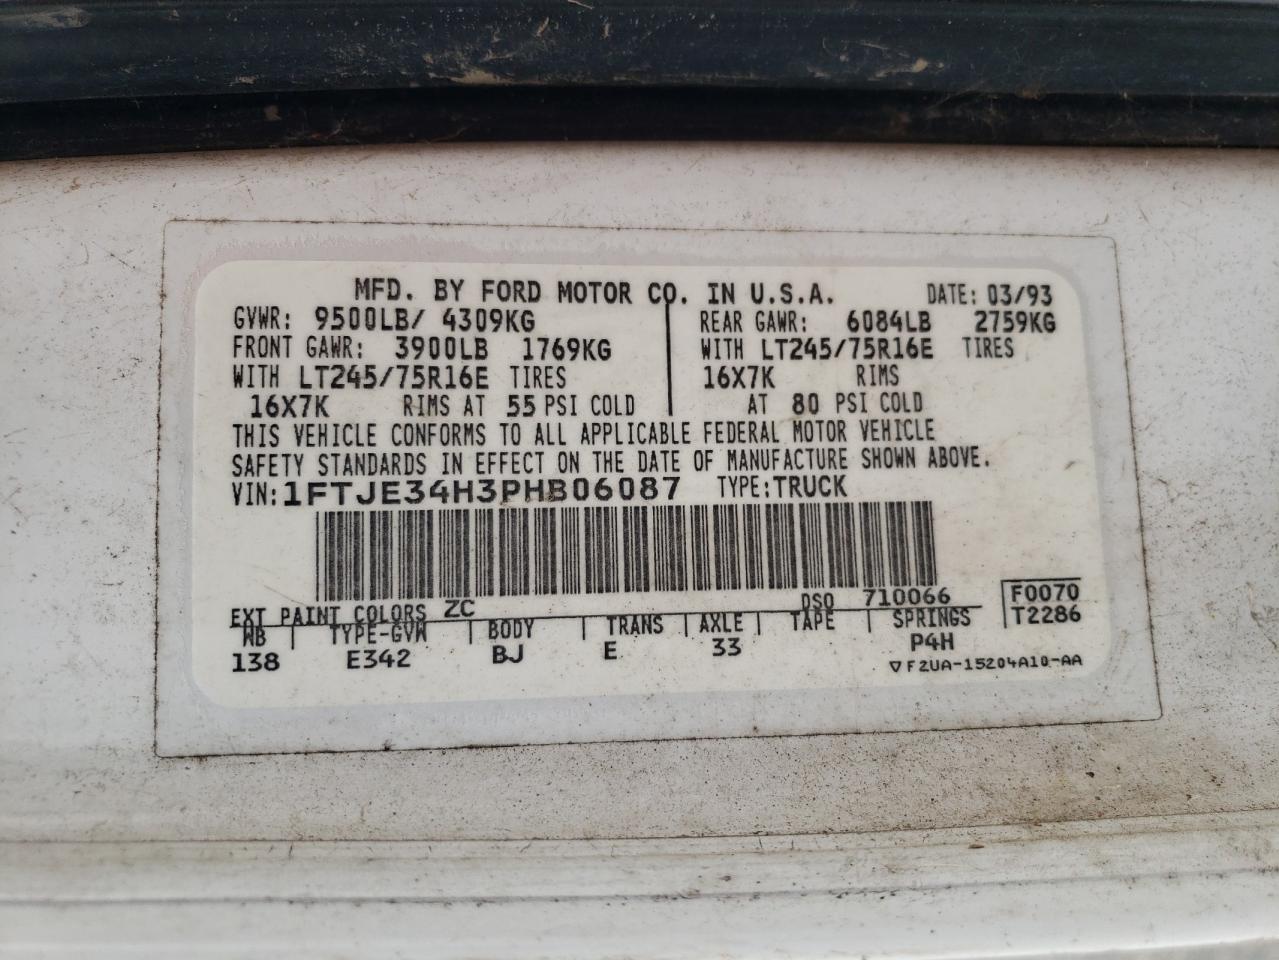 MFD. BY FORD MOTOR CO. IN U.S.A.
DATE: 03/93
GVWR: 9500LB/ 4309KG
FRONT GAWR: 3900LB 1769KG
WITH LT245/75R16E TIRES
16X7K RIMS AT 55 PSI COLD
REAR GAWR: 6084LB 2759KG
WITH LT245/75R16E TIRES
16X7K RIMS
AT 80 PSI COLD
THIS VEHICLE CONFORMS TO ALL APPLICABLE FEDERAL MOTOR VEHICLE
SAFETY STANDARDS IN EFFECT ON THE DATE OF MANUFACTURE SHOWN ABOVE.
VIN: 1FTJE34H3PHB06087 TYPE: TRUCK
EXT PAINT COLORS ZC DSO 710066
F0070
T2286
WB TYPE-GVW BODY TRANS AXLE TAPE SPRINGS
138 E342 BJ E 33 P4H
▽F2UA-15204A10-AA